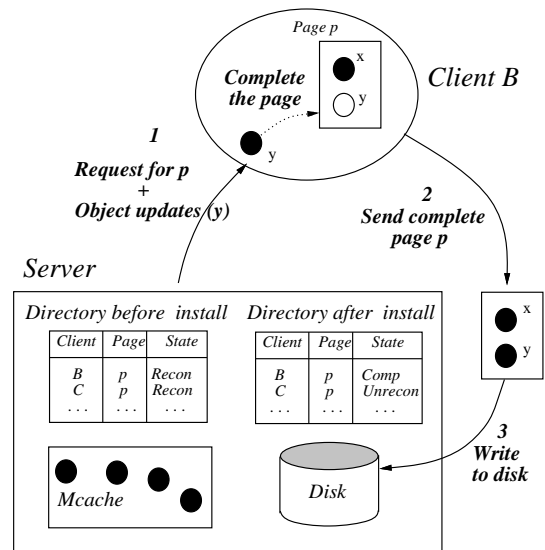 Page p
x
y
Complete
the page
y
Client B
1
Request for p
+
Object updates (y)
2
Send complete
page p
x
y
3
Write
to disk
Server
Directory before install
Client Page State
B p Recon
C p Recon
. . . . . .
Directory after install
Client Page State
B p Comp
C p Unrecon
. . . . . .
Mcache
Disk